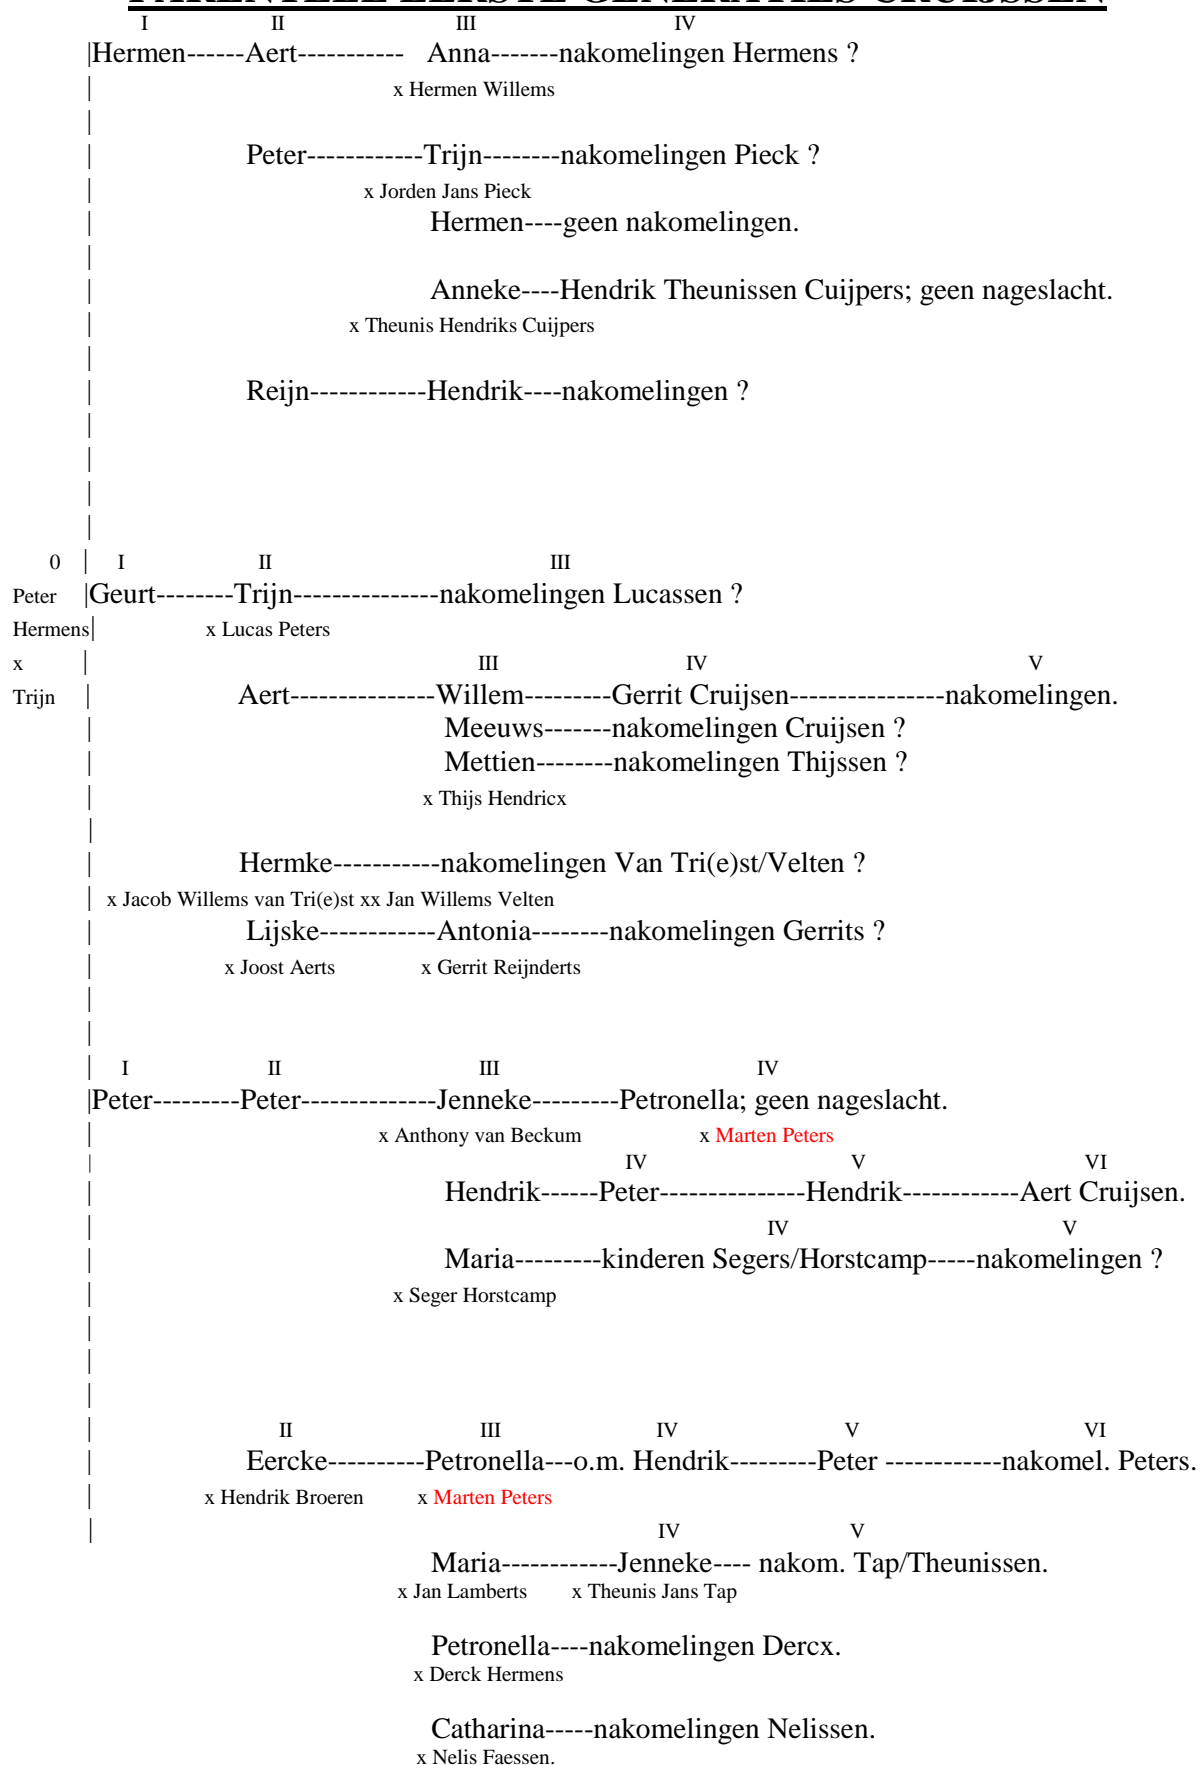 PARENTEEL EERSTE GENERATIES CRUIJSSEN
I II III IV
|Hermen------Aert----------- Anna-------nakomelingen Hermens ?
| x Hermen Willems
|
| Peter------------Trijn--------nakomelingen Pieck ?
| x Jorden Jans Pieck
| Hermen----geen nakomelingen.
|
| Anneke----Hendrik Theunissen Cuijpers; geen nageslacht.
| x Theunis Hendriks Cuijpers
|
| Reijn------------Hendrik----nakomelingen ?
|
|
|
|
0 | I II III
Peter |Geurt--------Trijn---------------nakomelingen Lucassen ?
Hermens| x Lucas Peters
x | III IV V
Trijn | Aert---------------Willem---------Gerrit Cruijsen----------------nakomelingen.
| Meeuws-------nakomelingen Cruijsen ?
| Mettien--------nakomelingen Thijssen ?
| x Thijs Hendricx
|
| Hermke-----------nakomelingen Van Tri(e)st/Velten ?
| x Jacob Willems van Tri(e)st xx Jan Willems Velten
| Lijske------------Antonia--------nakomelingen Gerrits ?
| x Joost Aerts x Gerrit Reijnderts
|
|
| I II III IV
|Peter---------Peter--------------Jenneke---------Petronella; geen nageslacht.
| x Anthony van Beckum x Marten Peters
| IV V VI
| Hendrik------Peter---------------Hendrik------------Aert Cruijsen.
| IV V
| Maria---------kinderen Segers/Horstcamp-----nakomelingen ?
| x Seger Horstcamp
|
|
|
| II III IV V VI
| Eercke----------Petronella---o.m. Hendrik---------Peter ------------nakomel. Peters.
| x Hendrik Broeren x Marten Peters
| IV V
Maria------------Jenneke---- nakom. Tap/Theunissen.
x Jan Lamberts x Theunis Jans Tap
Petronella----nakomelingen Dercx.
x Derck Hermens
Catharina-----nakomelingen Nelissen.
x Nelis Faessen.